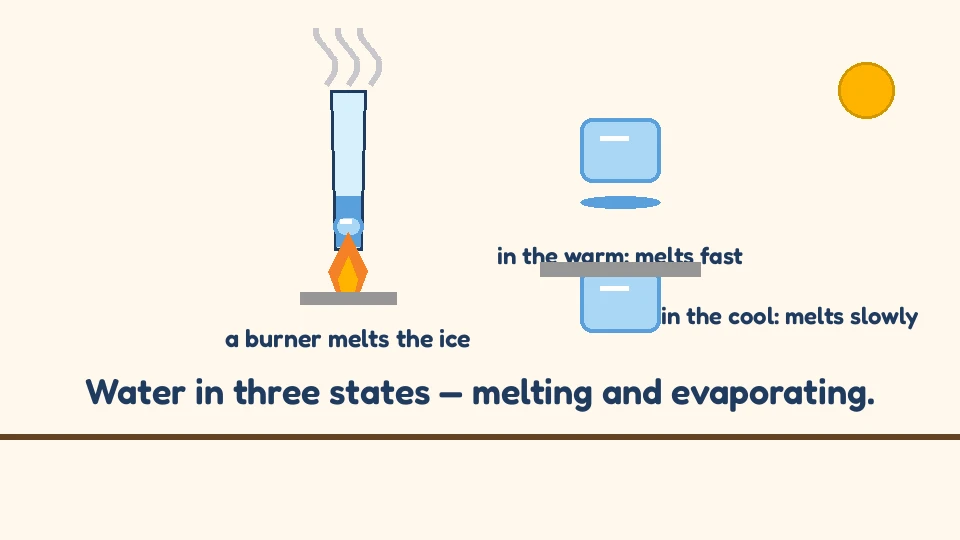 in the warm: melts fast
in the cool: melts slowly
a burner melts the ice
Water in three states — melting and evaporating.